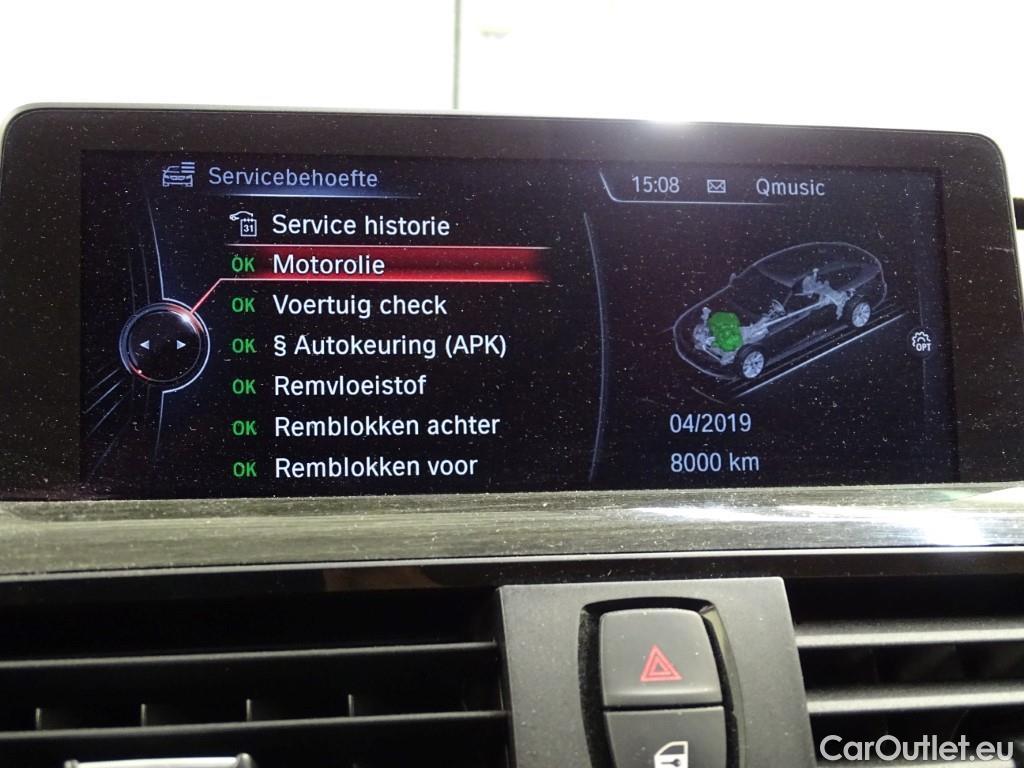 Servicebehoefte
15:08 Qmusic
31 Service historie
OK Motorolie
OK Voertuig check
OK § Autokeuring (APK)
OK Remvloeistof
OK Remblokken achter
OK Remblokken voor
OPT
04/2019
8000 km
CarOutlet.eu